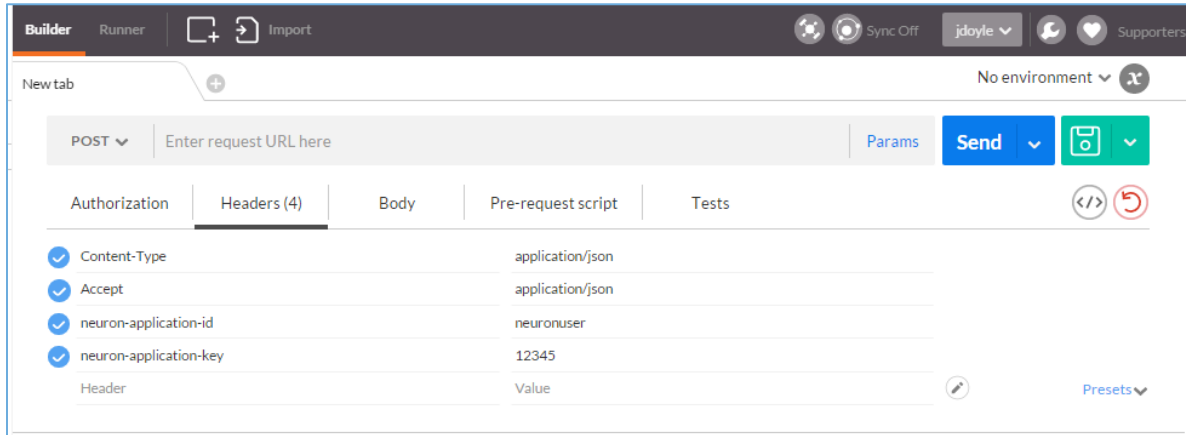 Builder Runner Import Sync Off jdoyle Supporters
New tab No environment x
POST Enter request URL here Params Send
Authorization Headers (4) Body Pre-request script Tests </>
Content-Type application/json
Accept application/json
neuron-application-id neuronuser
neuron-application-key 12345
Header Value Presets